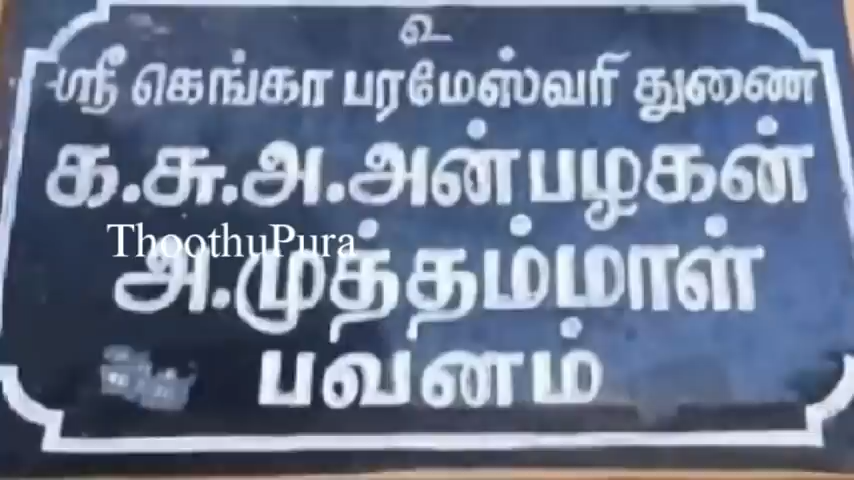 உ
ஸ்ரீ கெங்கா பரமேஸ்வரி துணை
க.சு.அ.அன்பழகன்
ThoothuPura
அ.முத்தம்மாள்
பவனம்